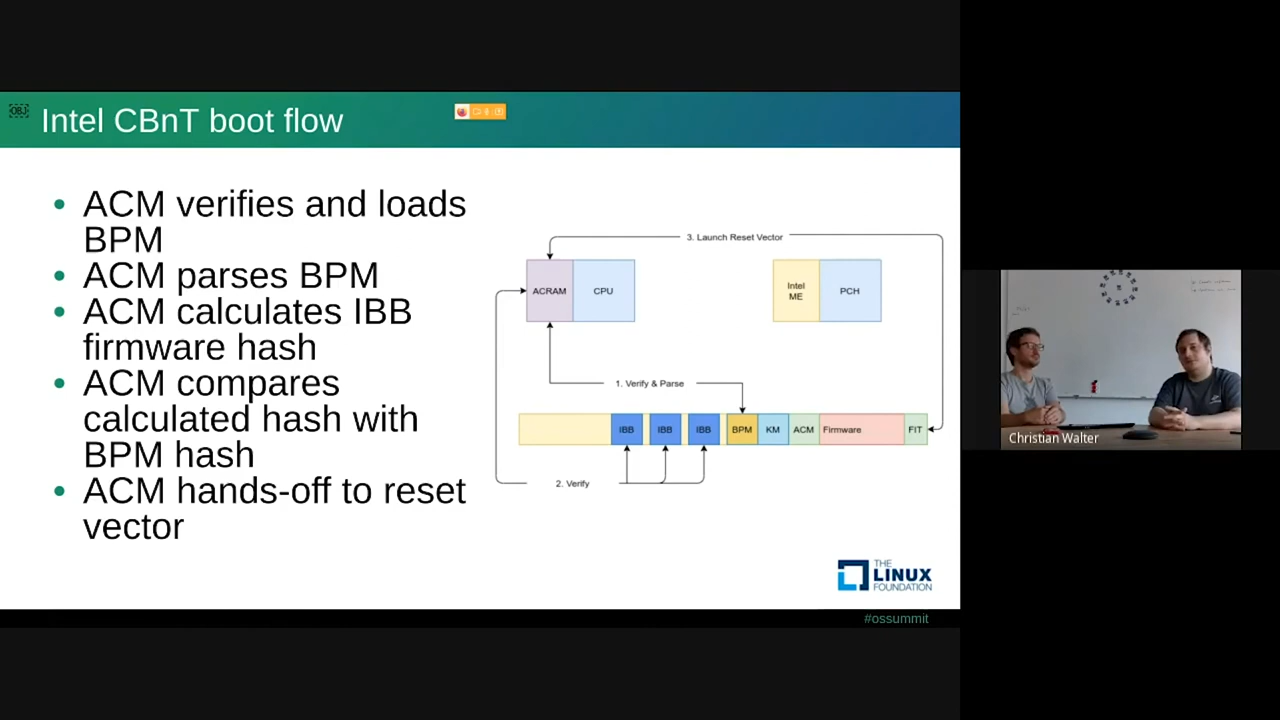 OBJ
Intel CBnT boot flow
• ACM verifies and loads
BPM
• ACM parses BPM
• ACM calculates IBB
firmware hash
• ACM compares
calculated hash with
BPM hash
• ACM hands-off to reset
vector
3. Launch Reset Vector
ACRAM
CPU
Intel
ME
PCH
1. Verify & Parse
IBB
IBB
IBB
BPM
KM
ACM
Firmware
FIT
2. Verify
THE
LINUX
FOUNDATION
#ossummit
Christian Walter